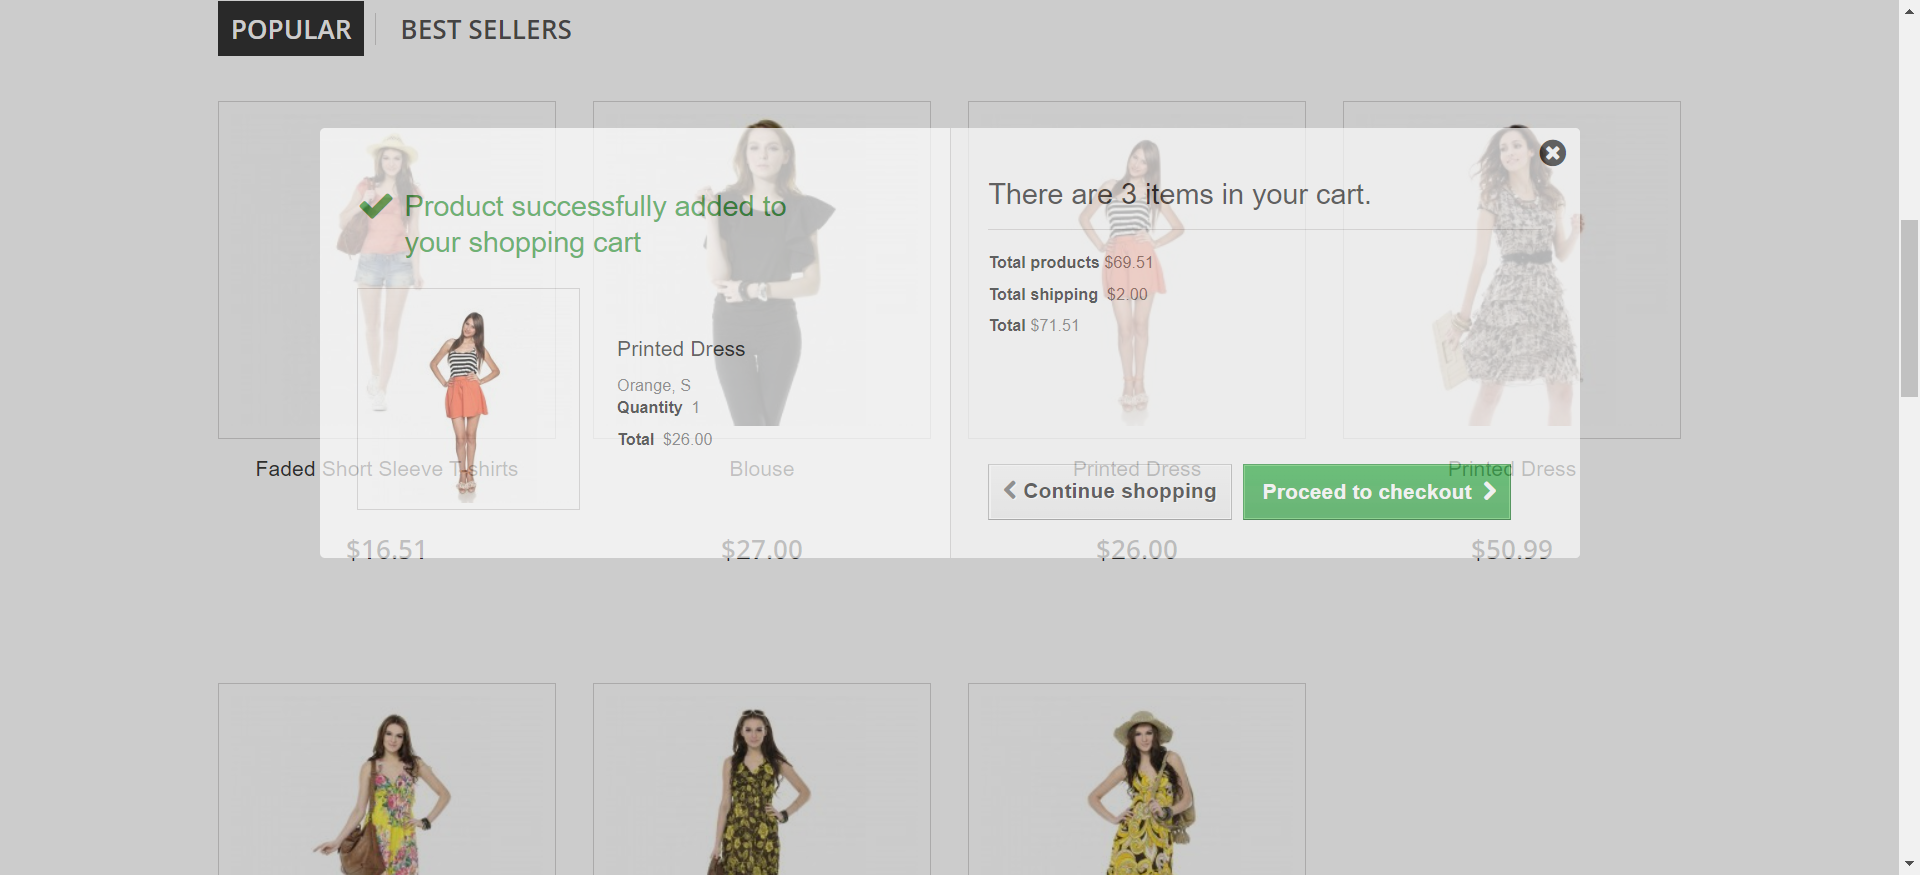 POPULAR
BEST SELLERS
Product successfully added to
your shopping cart
Printed Dress
Orange, S
Quantity 1
Total $26.00
There are 3 items in your cart.
Total products $69.51
Total shipping $2.00
Total $71.51
Continue shopping
Proceed to checkout
Faded Short Sleeve T-shirts
Blouse
Printed Dress
Printed Dress
$16.51
$27.00
$26.00
$50.99